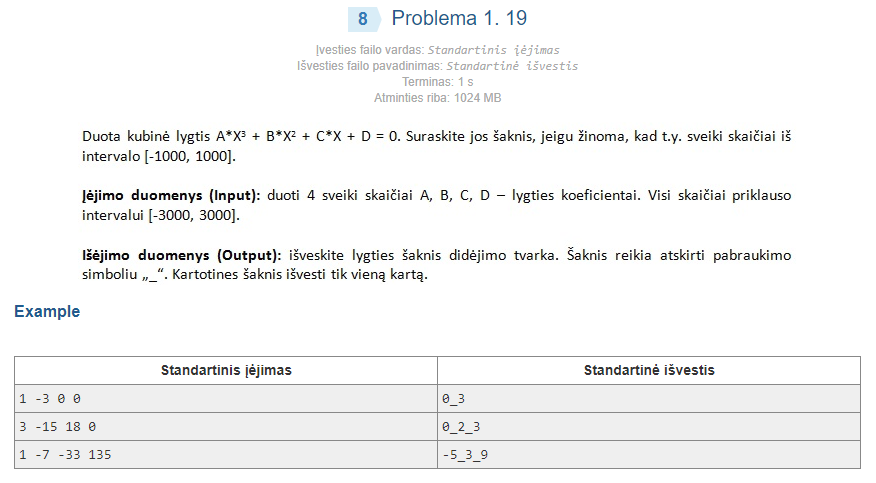 8 Problema 1. 19
Įvesties failo vardas: Standartinis įėjimas
Išvesties failo pavadinimas: Standartinė išvestis
Terminas: 1 s
Atminties riba: 1024 MB
Duota kubinė lygtis A*X³ + B*X² + C*X + D = 0. Suraskite jos šaknis, jeigu žinoma, kad t.y. sveiki skaičiai iš
intervalo [-1000, 1000].
Įėjimo duomenys (Input): duoti 4 sveiki skaičiai A, B, C, D – lygties koeficientai. Visi skaičiai priklauso
intervalui [-3000, 3000].
Išėjimo duomenys (Output): išveskite lygties šaknis didėjimo tvarka. Šaknis reikia atskirti pabraukimo
simboliu „_“. Kartotines šaknis išvesti tik vieną kartą.
Example
Standartinis įėjimas Standartinė išvestis
1 -3 0 0 0_3
3 -15 18 0 0_2_3
1 -7 -33 135 -5_3_9